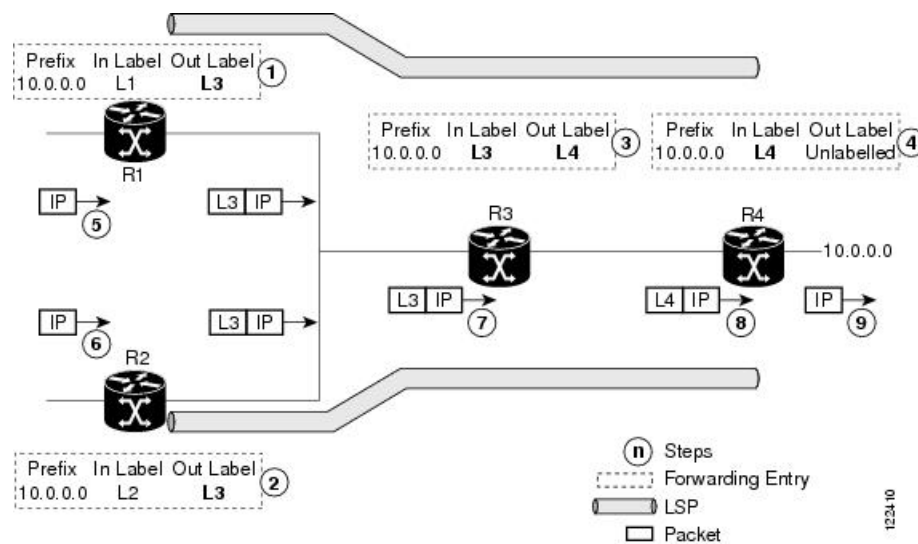 Prefix In Label Out Label
10.0.0.0 L1 L3
1
R1
Prefix In Label Out Label
10.0.0.0 L3 L4
3
Prefix In Label Out Label
10.0.0.0 L4 Unlabelled
4
IP
5
L3 IP
R3
R4
10.0.0.0
IP
6
L3 IP
L3 IP
7
L4 IP
8
IP
9
R2
Prefix In Label Out Label
10.0.0.0 L2 L3
2
n Steps
Forwarding Entry
LSP
Packet
122410